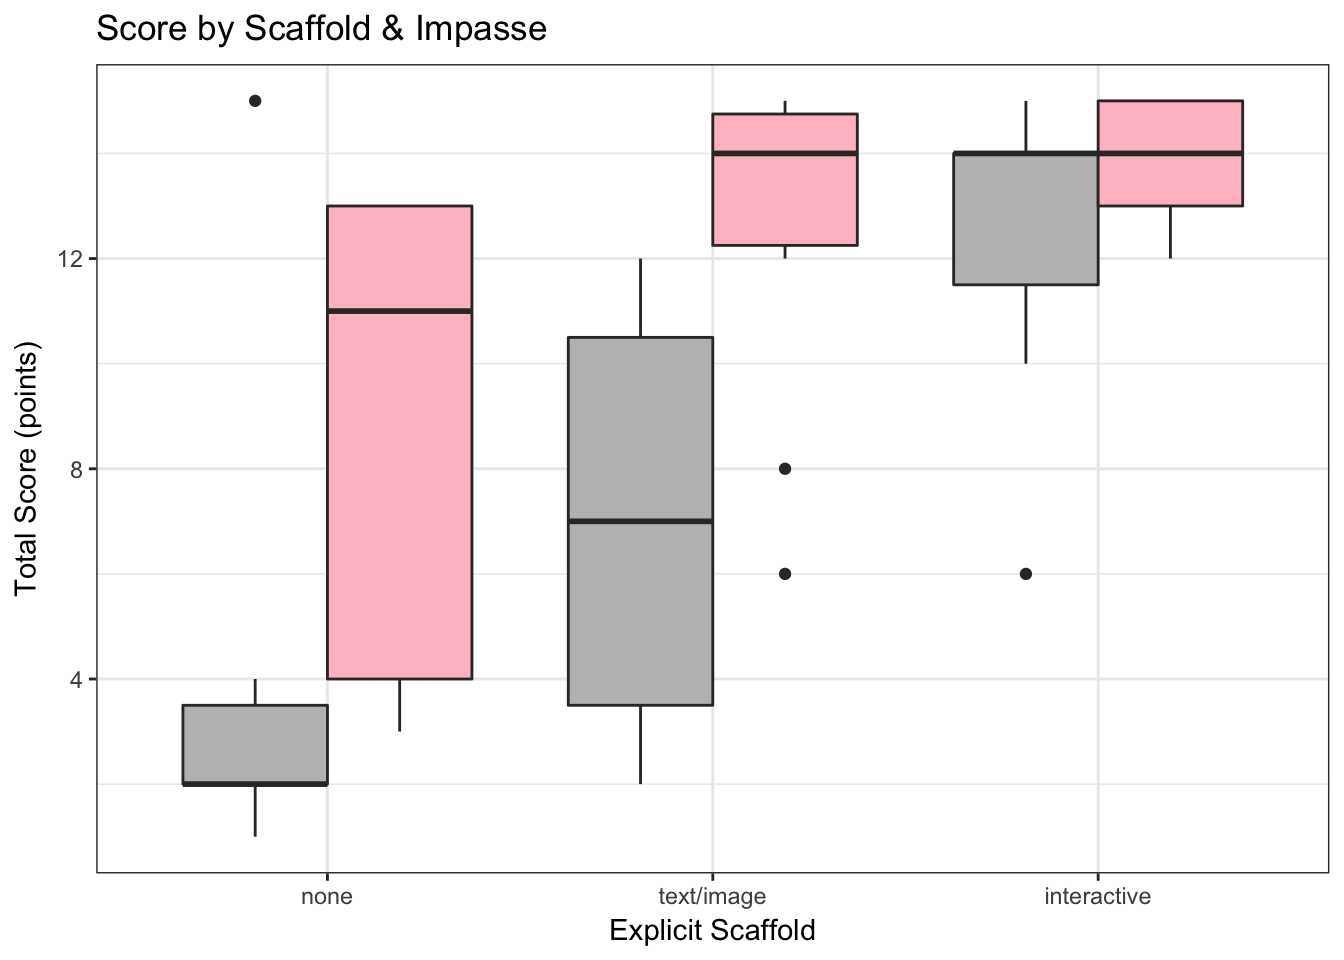 Score by Scaffold & Impasse
Total Score (points)
12
8
4
none
text/image
interactive
Explicit Scaffold